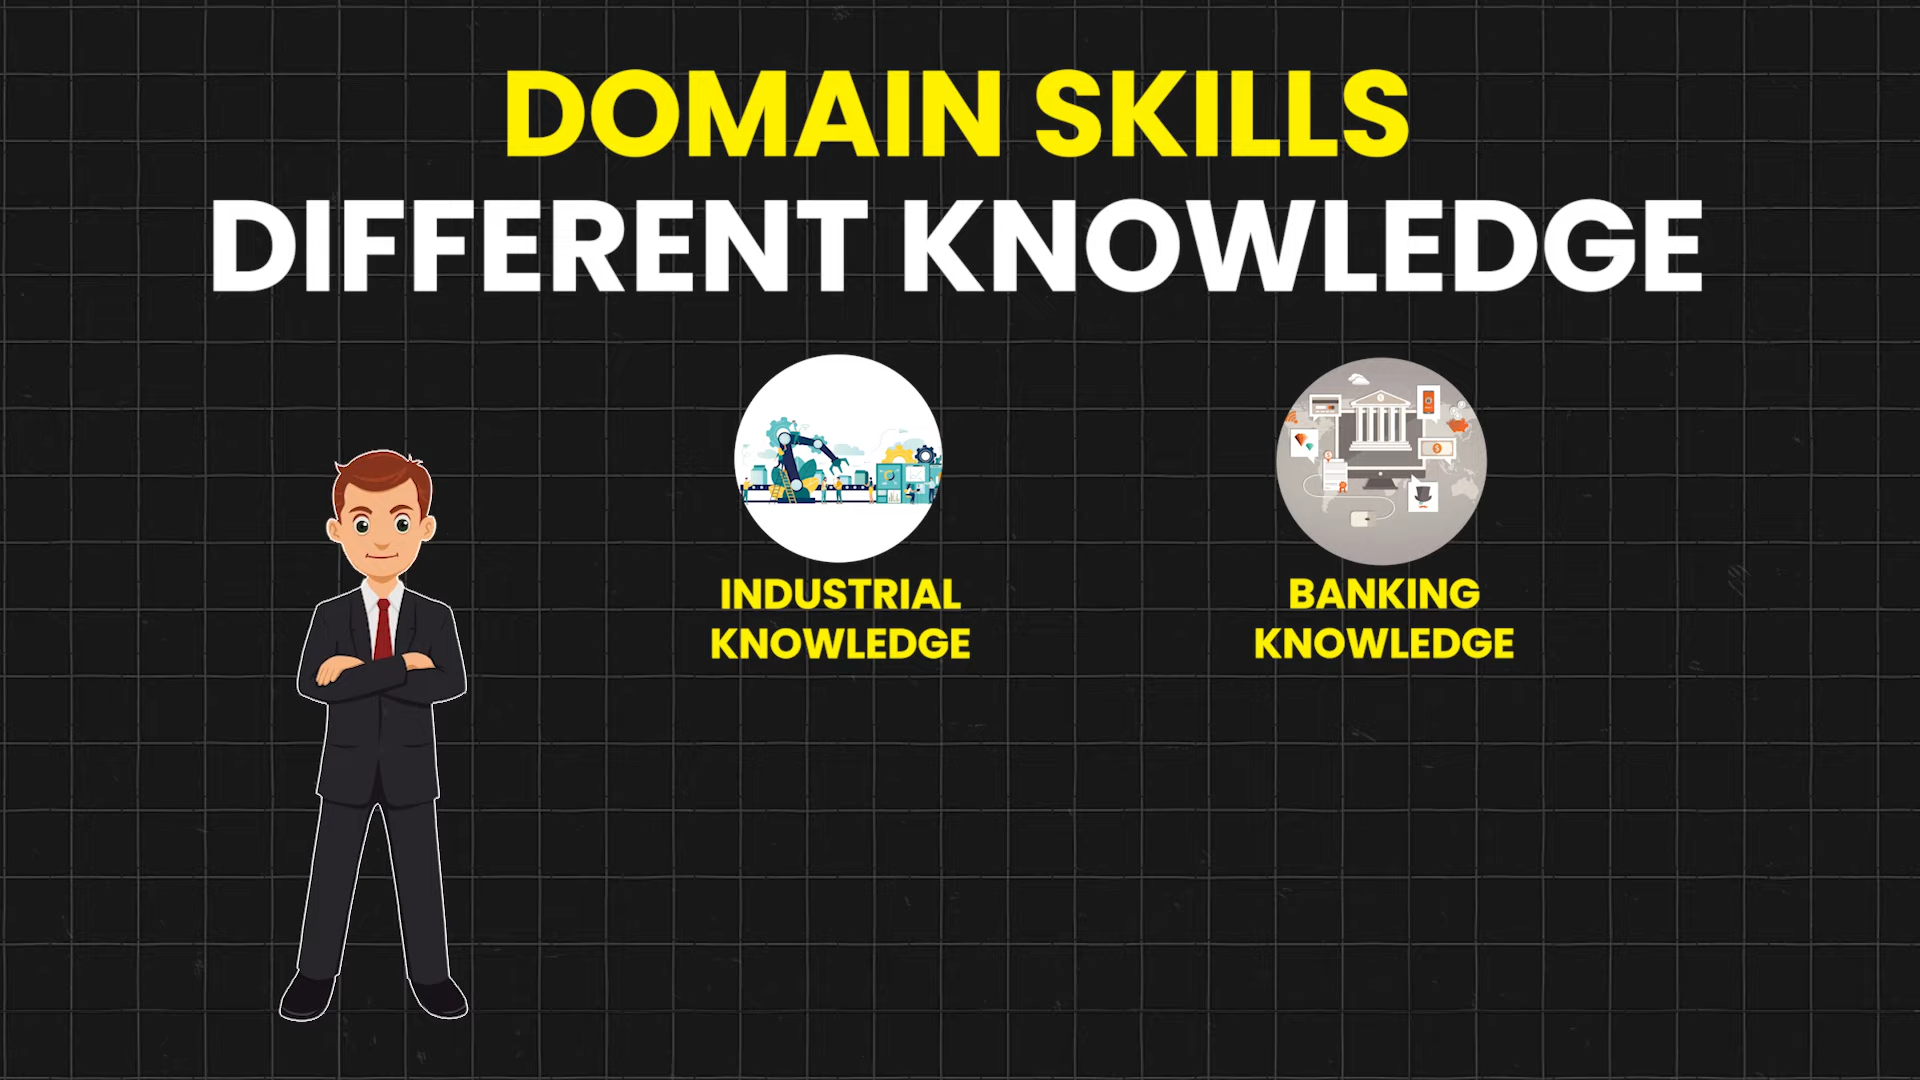 DOMAIN SKILLS
DIFFERENT KNOWLEDGE
INDUSTRIAL
KNOWLEDGE
BANKING
KNOWLEDGE